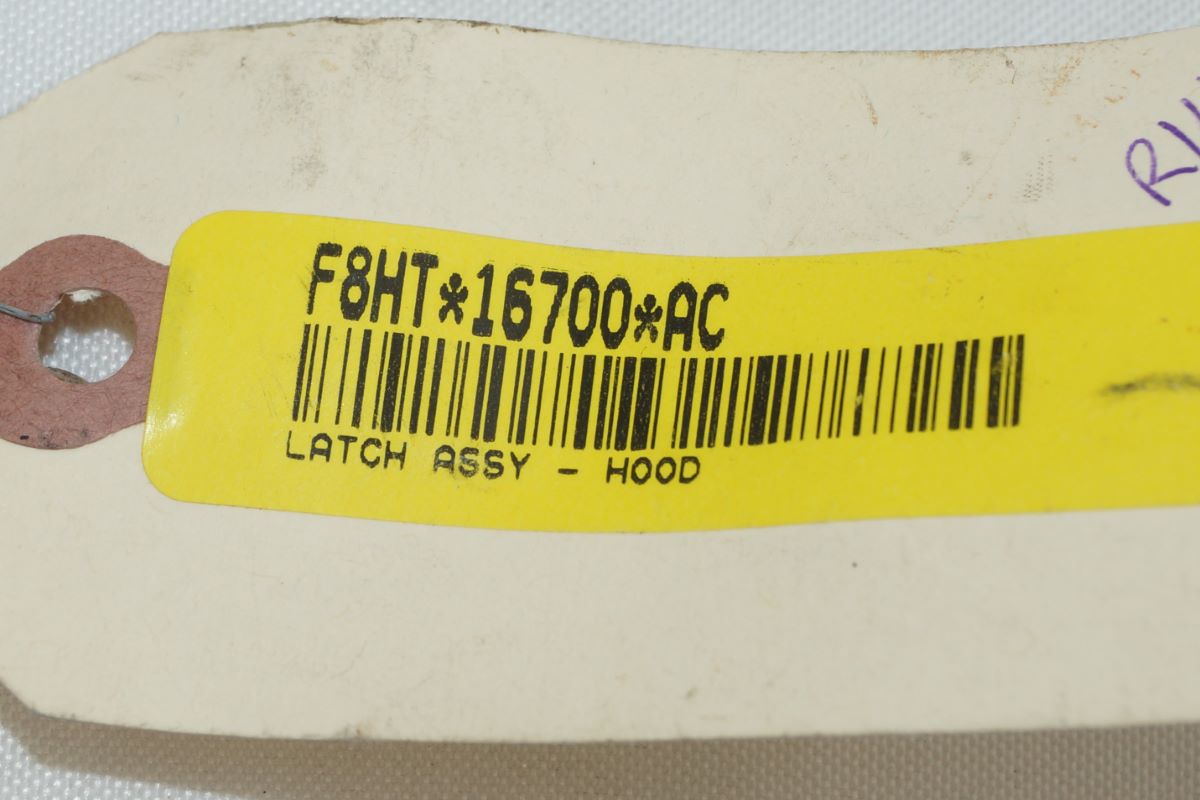 F8HT*16700*AC
LATCH ASSY - HOOD